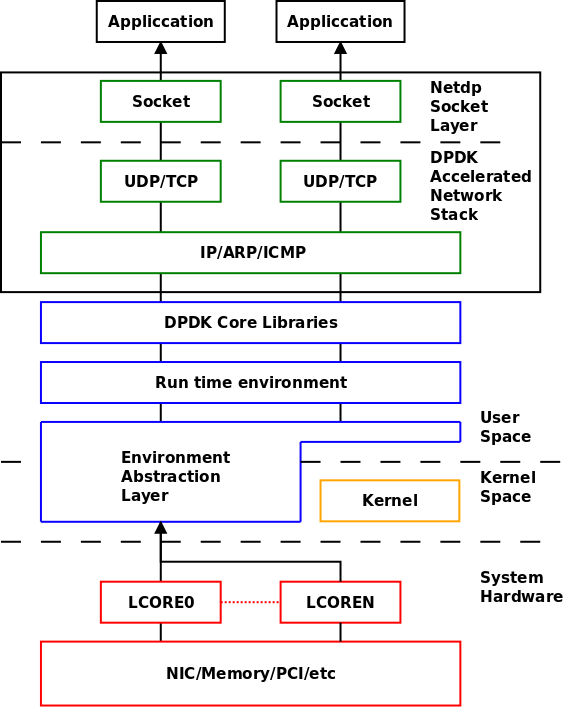 Appliccation
Appliccation
Socket
Socket
Netdp
Socket
Layer
UDP/TCP
UDP/TCP
DPDK
Accelerated
Network
Stack
IP/ARP/ICMP
DPDK Core Libraries
Run time environment
User
Space
Environment
Abstraction
Layer
Kernel
Space
Kernel
System
Hardware
LCORE0
LCOREN
NIC/Memory/PCI/etc